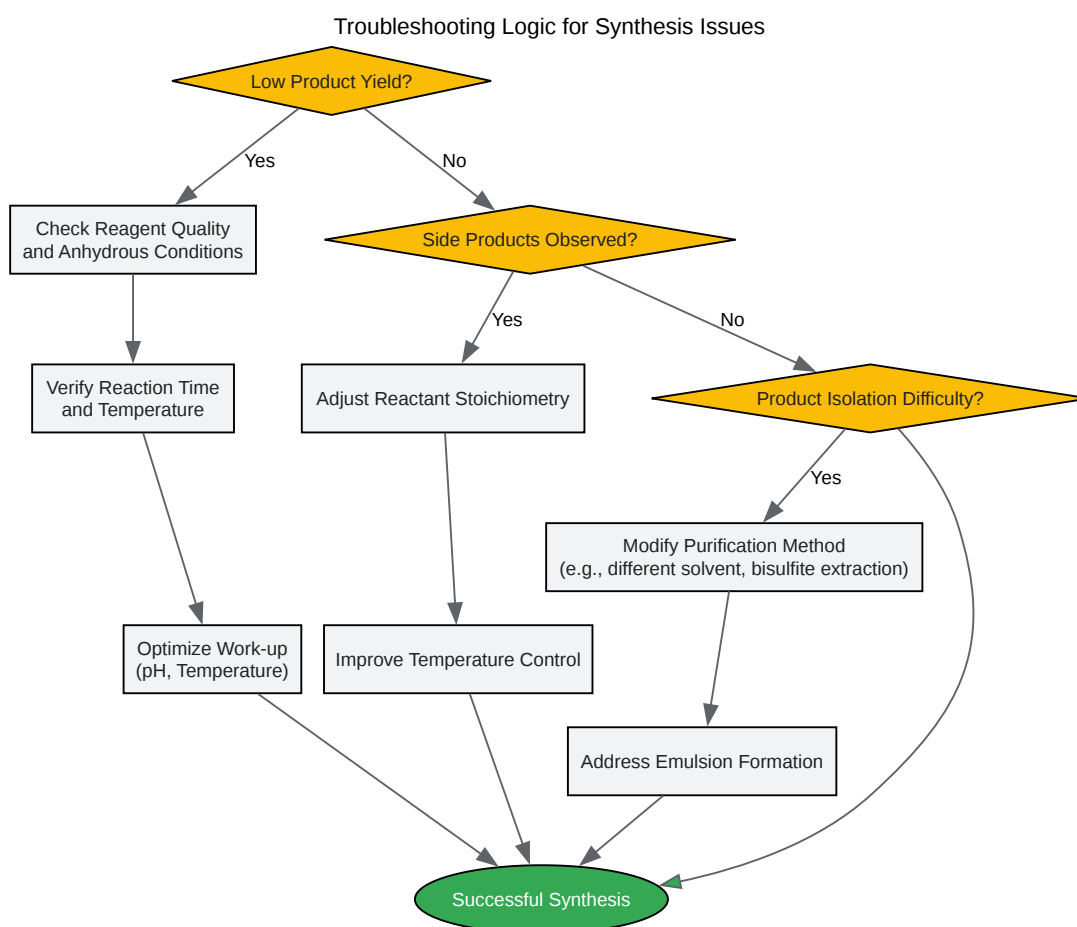 Troubleshooting Logic for Synthesis Issues
Low Product Yield?
Yes
No
Check Reagent Quality
and Anhydrous Conditions
Side Products Observed?
Yes
No
Verify Reaction Time
and Temperature
Adjust Reactant Stoichiometry
Product Isolation Difficulty?
Yes
Modify Purification Method
(e.g., different solvent, bisulfite extraction)
Optimize Work-up
(pH, Temperature)
Improve Temperature Control
Address Emulsion Formation
Successful Synthesis